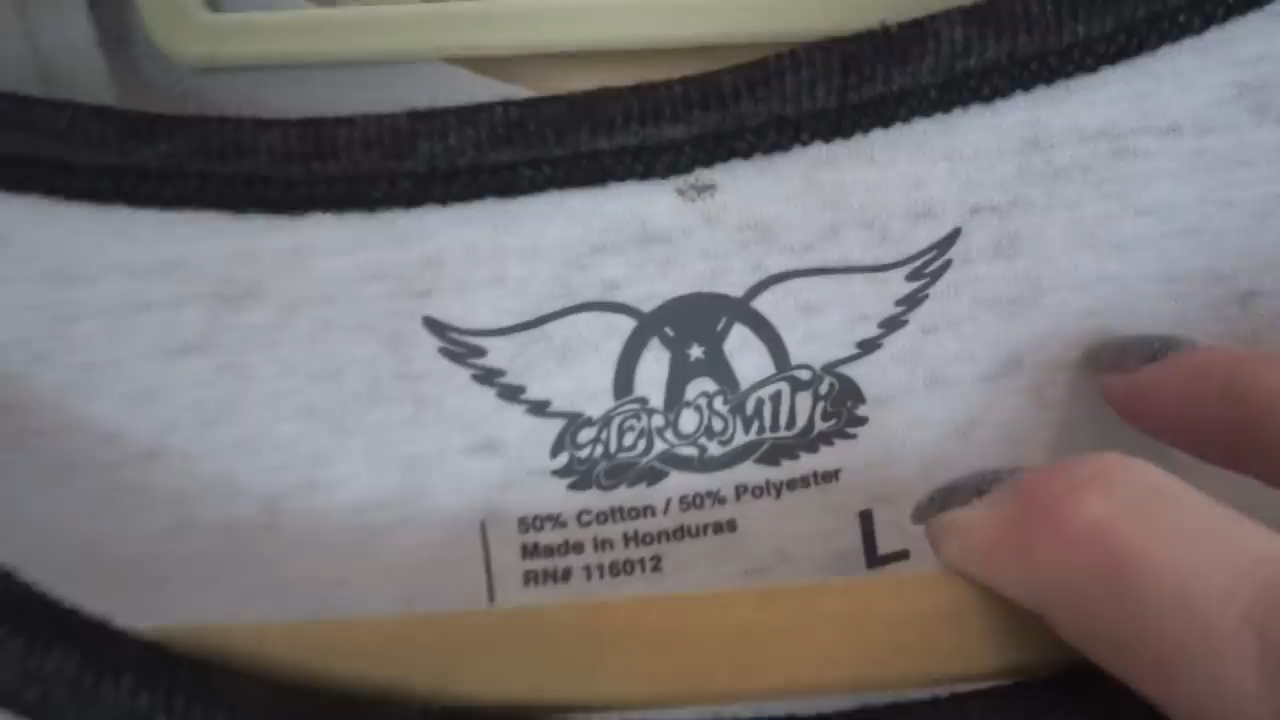 AEROSMITH
50% Cotton / 50% Polyester
Made in Honduras
RN# 116012
L